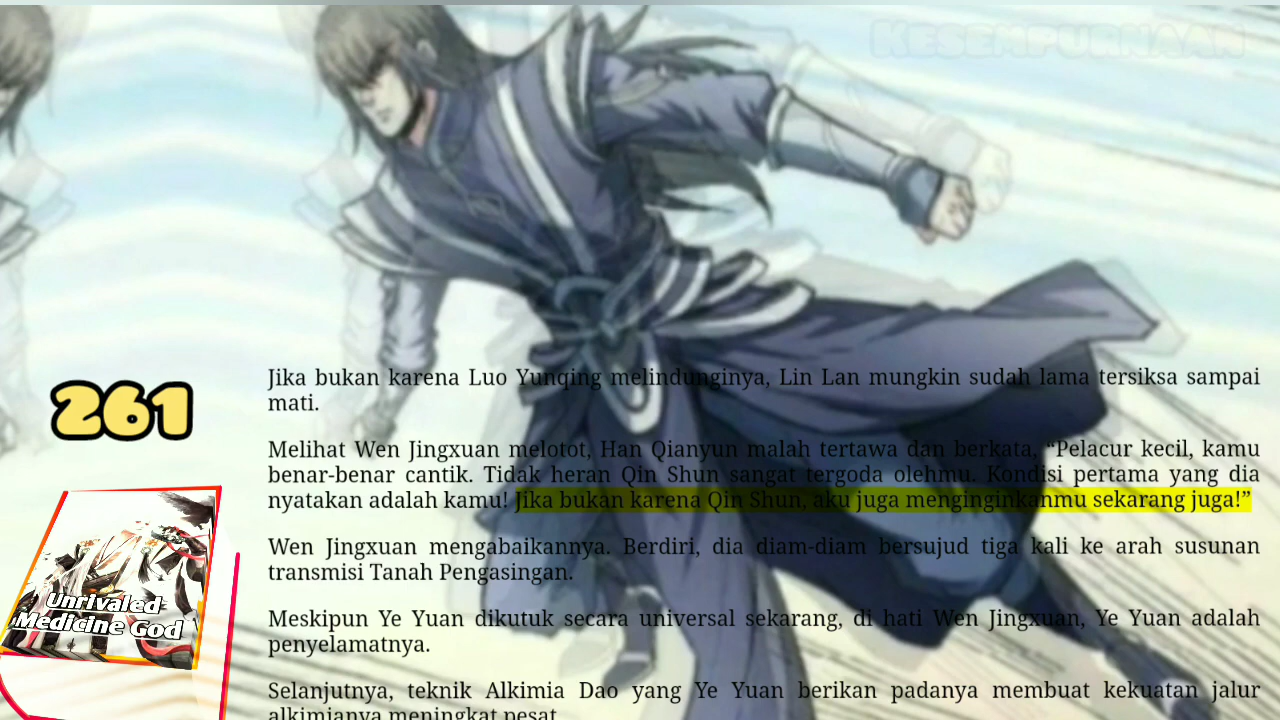 KESEMPURNAAN
Jika bukan karena Luo Yunqing melindunginya, Lin Lan mungkin sudah lama tersiksa sampai
mati.
261
Melihat Wen Jingxuan melotot, Han Qianyun malah tertawa dan berkata, “Pelacur kecil, kamu
benar-benar cantik. Tidak heran Qin Shun sangat tergoda olehmu. Kondisi pertama yang dia
nyatakan adalah kamu! Jika bukan karena Qin Shun, aku juga menginginkanmu sekarang juga!”
Wen Jingxuan mengabaikannya. Berdiri, dia diam-diam bersujud tiga kali ke arah susunan
transmisi Tanah Pengasingan.
Meskipun Ye Yuan dikutuk secara universal sekarang, di hati Wen Jingxuan, Ye Yuan adalah
penyelamatnya.
Unrivaled
Medicine God
Selanjutnya, teknik Alkimia Dao yang Ye Yuan berikan padanya membuat kekuatan jalur
alkimianya meningkat pesat.